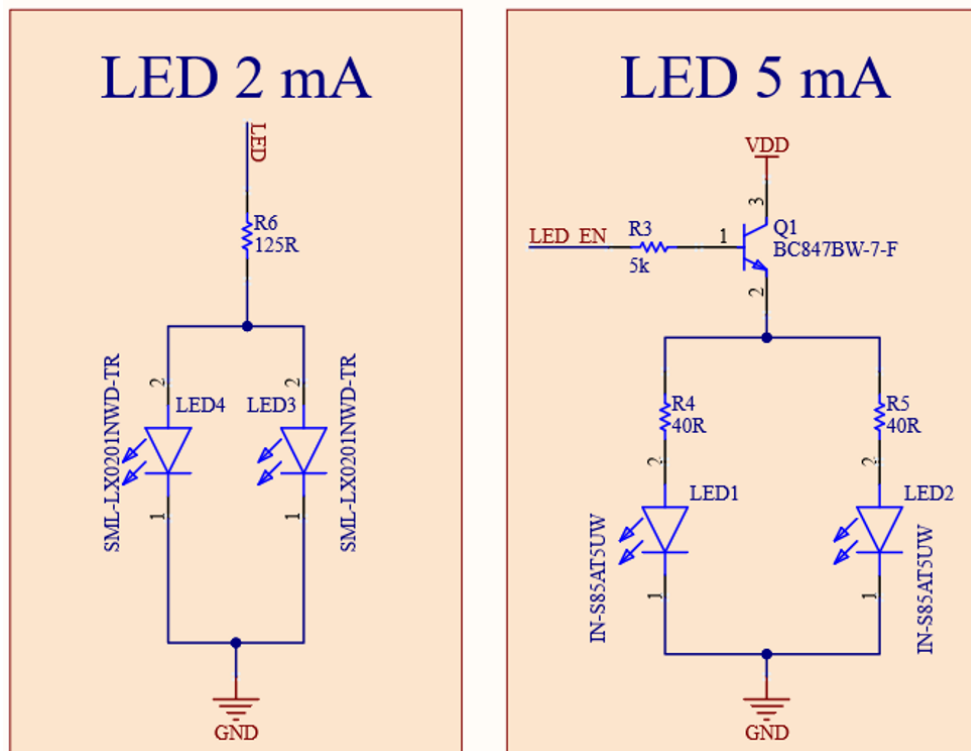 LED 2 mA
LED
R6
125R
2
2
LED4
LED3
SML-LX0201NWD-TR
SML-LX0201NWD-TR
1
1
GND
LED 5 mA
VDD
3
Q1
BC847BW-7-F
LED_EN
R3
5k
1
2
R4
40R
R5
40R
2
2
LED1
LED2
IN-S85AT5UW
IN-S85AT5UW
1
1
GND